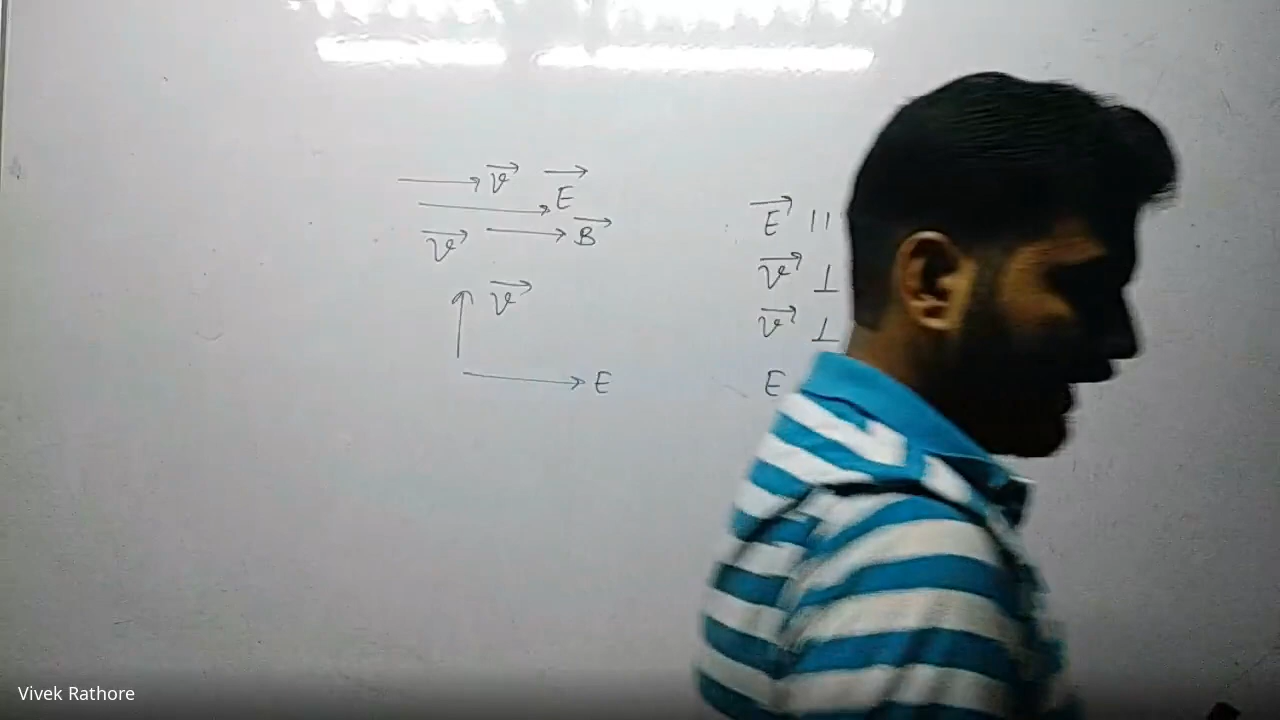 → v⃗ E⃗
v⃗ → B⃗
↑ v⃗
→ E
E⃗ ||
v⃗ ⊥
v⃗ ⊥
E
Vivek Rathore